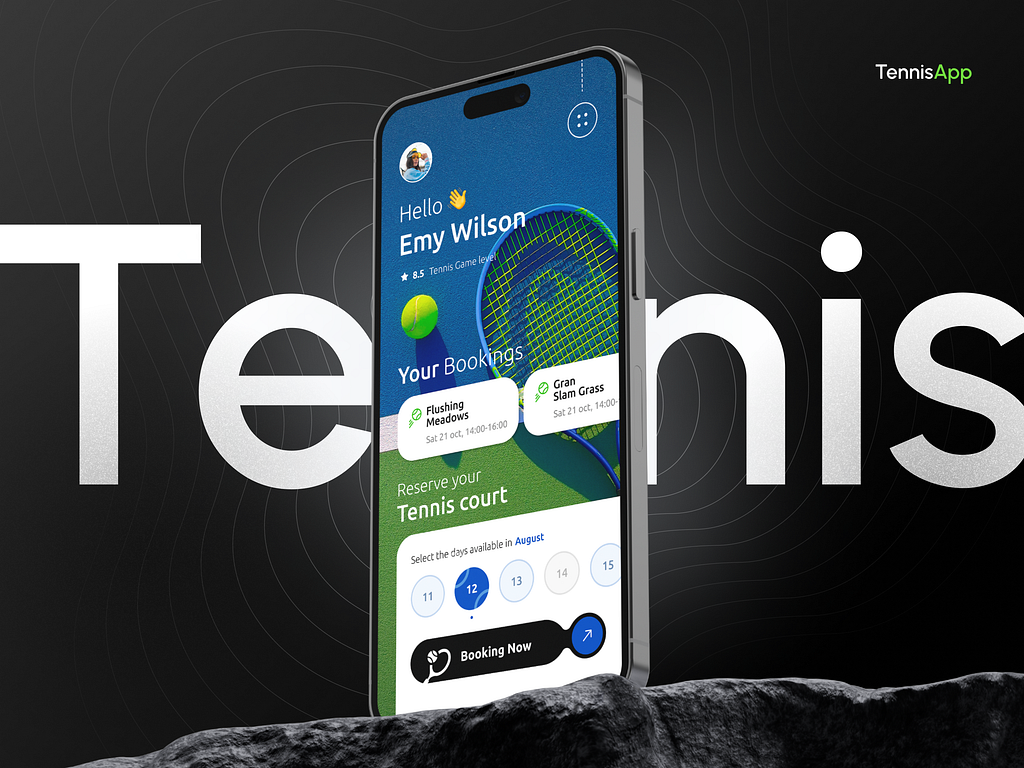 TennisApp
Tennis
Hello 👋
Emy Wilson
8.5 Tennis Game level
Your Bookings
Flushing
Meadows
Sat 21 oct, 14:00-16:00
Gran
Slam Grass
Sat 21 oct, 14:00-
Reserve your
Tennis court
Select the days available in August
11 12 13 14 15
Booking Now